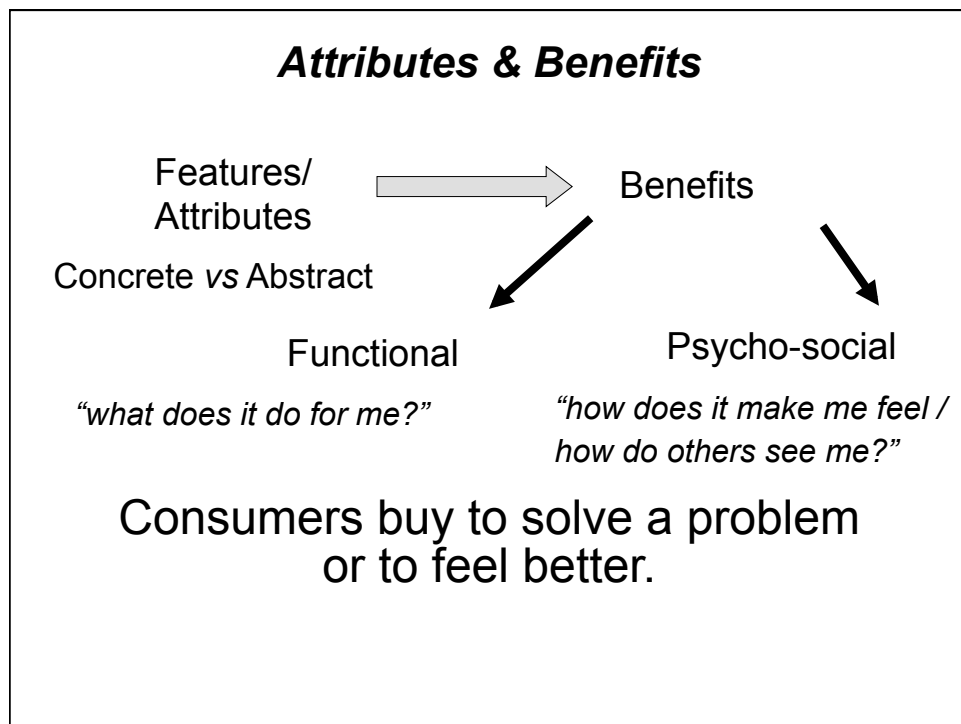 Attributes & Benefits
Features/
Attributes
Benefits
Concrete vs Abstract
Functional
Psycho-social
“what does it do for me?”
“how does it make me feel /
how do others see me?”
Consumers buy to solve a problem
or to feel better.